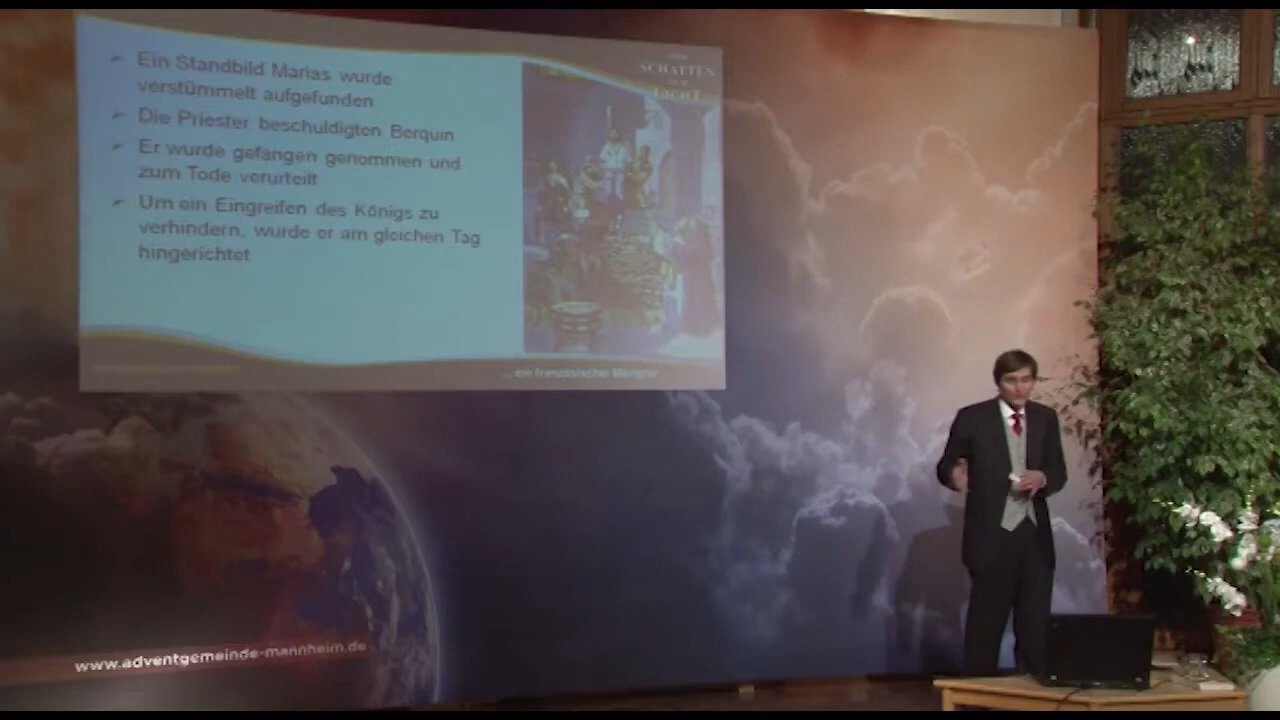 Ein Standbild Marias wurde
verstümmelt aufgefunden
Die Priester beschuldigten Berquin
Er wurde gefangen genommen und
zum Tode verurteilt
Um ein Eingreifen des Königs zu
verhindern, wurde er am gleichen Tag
hingerichtet
VOM
SCHATTEN
ZUM
LICHT
... ein französischer Märtyrer
www.adventgemeinde-mannheim.de